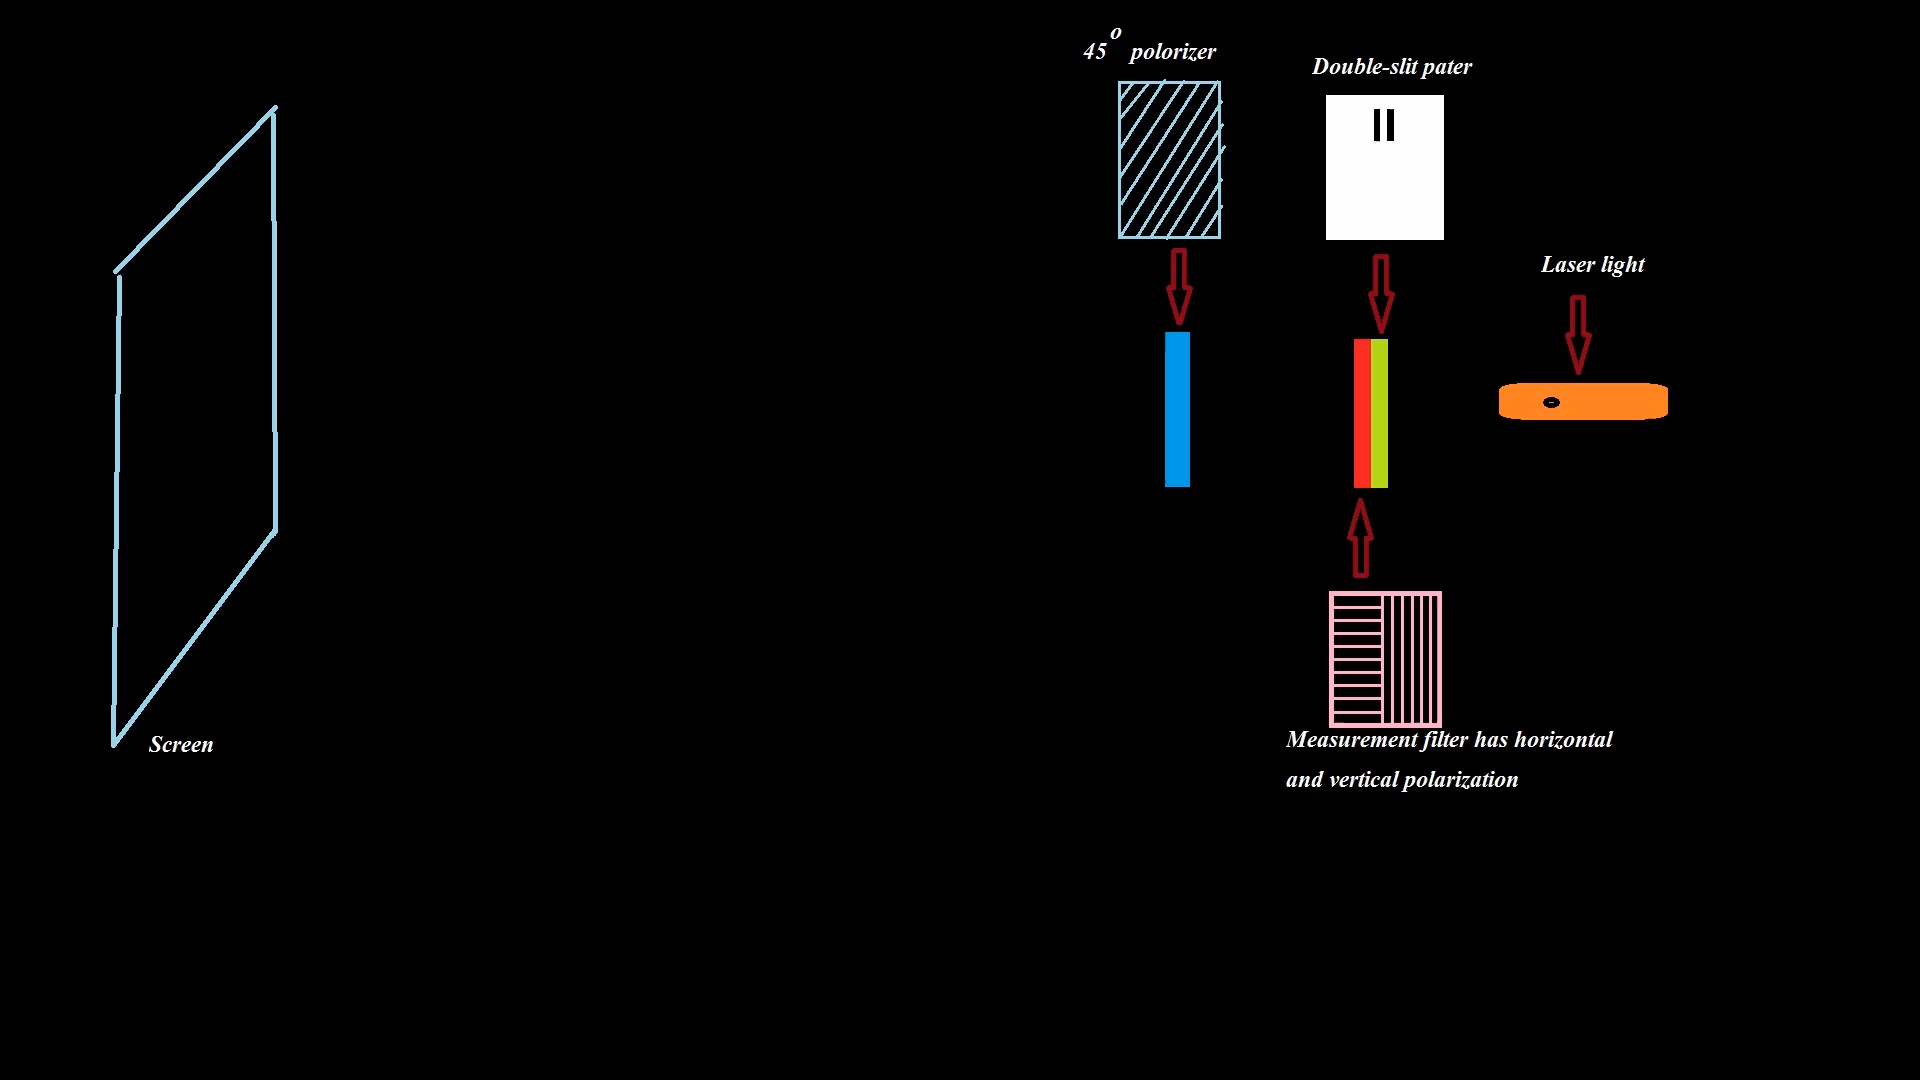 45° polorizer
Double-slit pater
Laser light
Screen
Measurement filter has horizontal
and vertical polarization